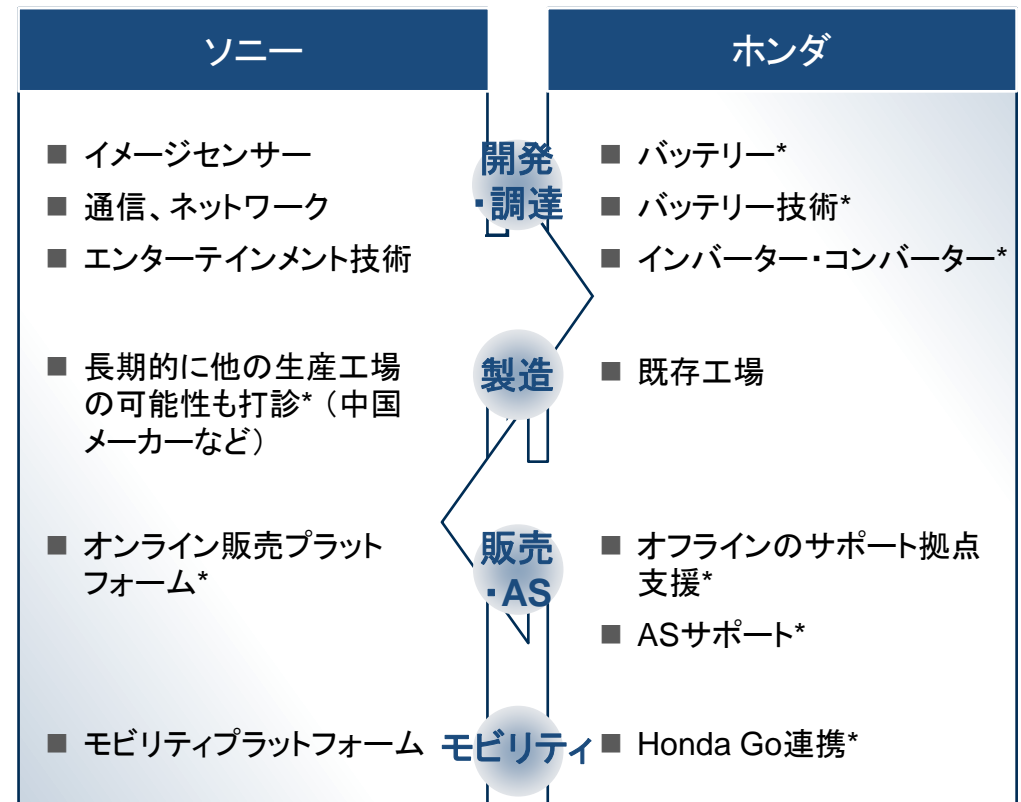 ソニー
ホンダ
開発
・調達
■ イメージセンサー
■ 通信、ネットワーク
■ エンターテインメント技術
■ バッテリー*
■ バッテリー技術*
■ インバーター・コンバーター*
製造
■ 長期的に他の生産工場
の可能性も打診*（中国
メーカーなど）
■ 既存工場
販売
・AS
■ オンライン販売プラット
フォーム*
■ オフラインのサポート拠点
支援*
■ ASサポート*
モビリティ
■ モビリティプラットフォーム
■ Honda Go連携*